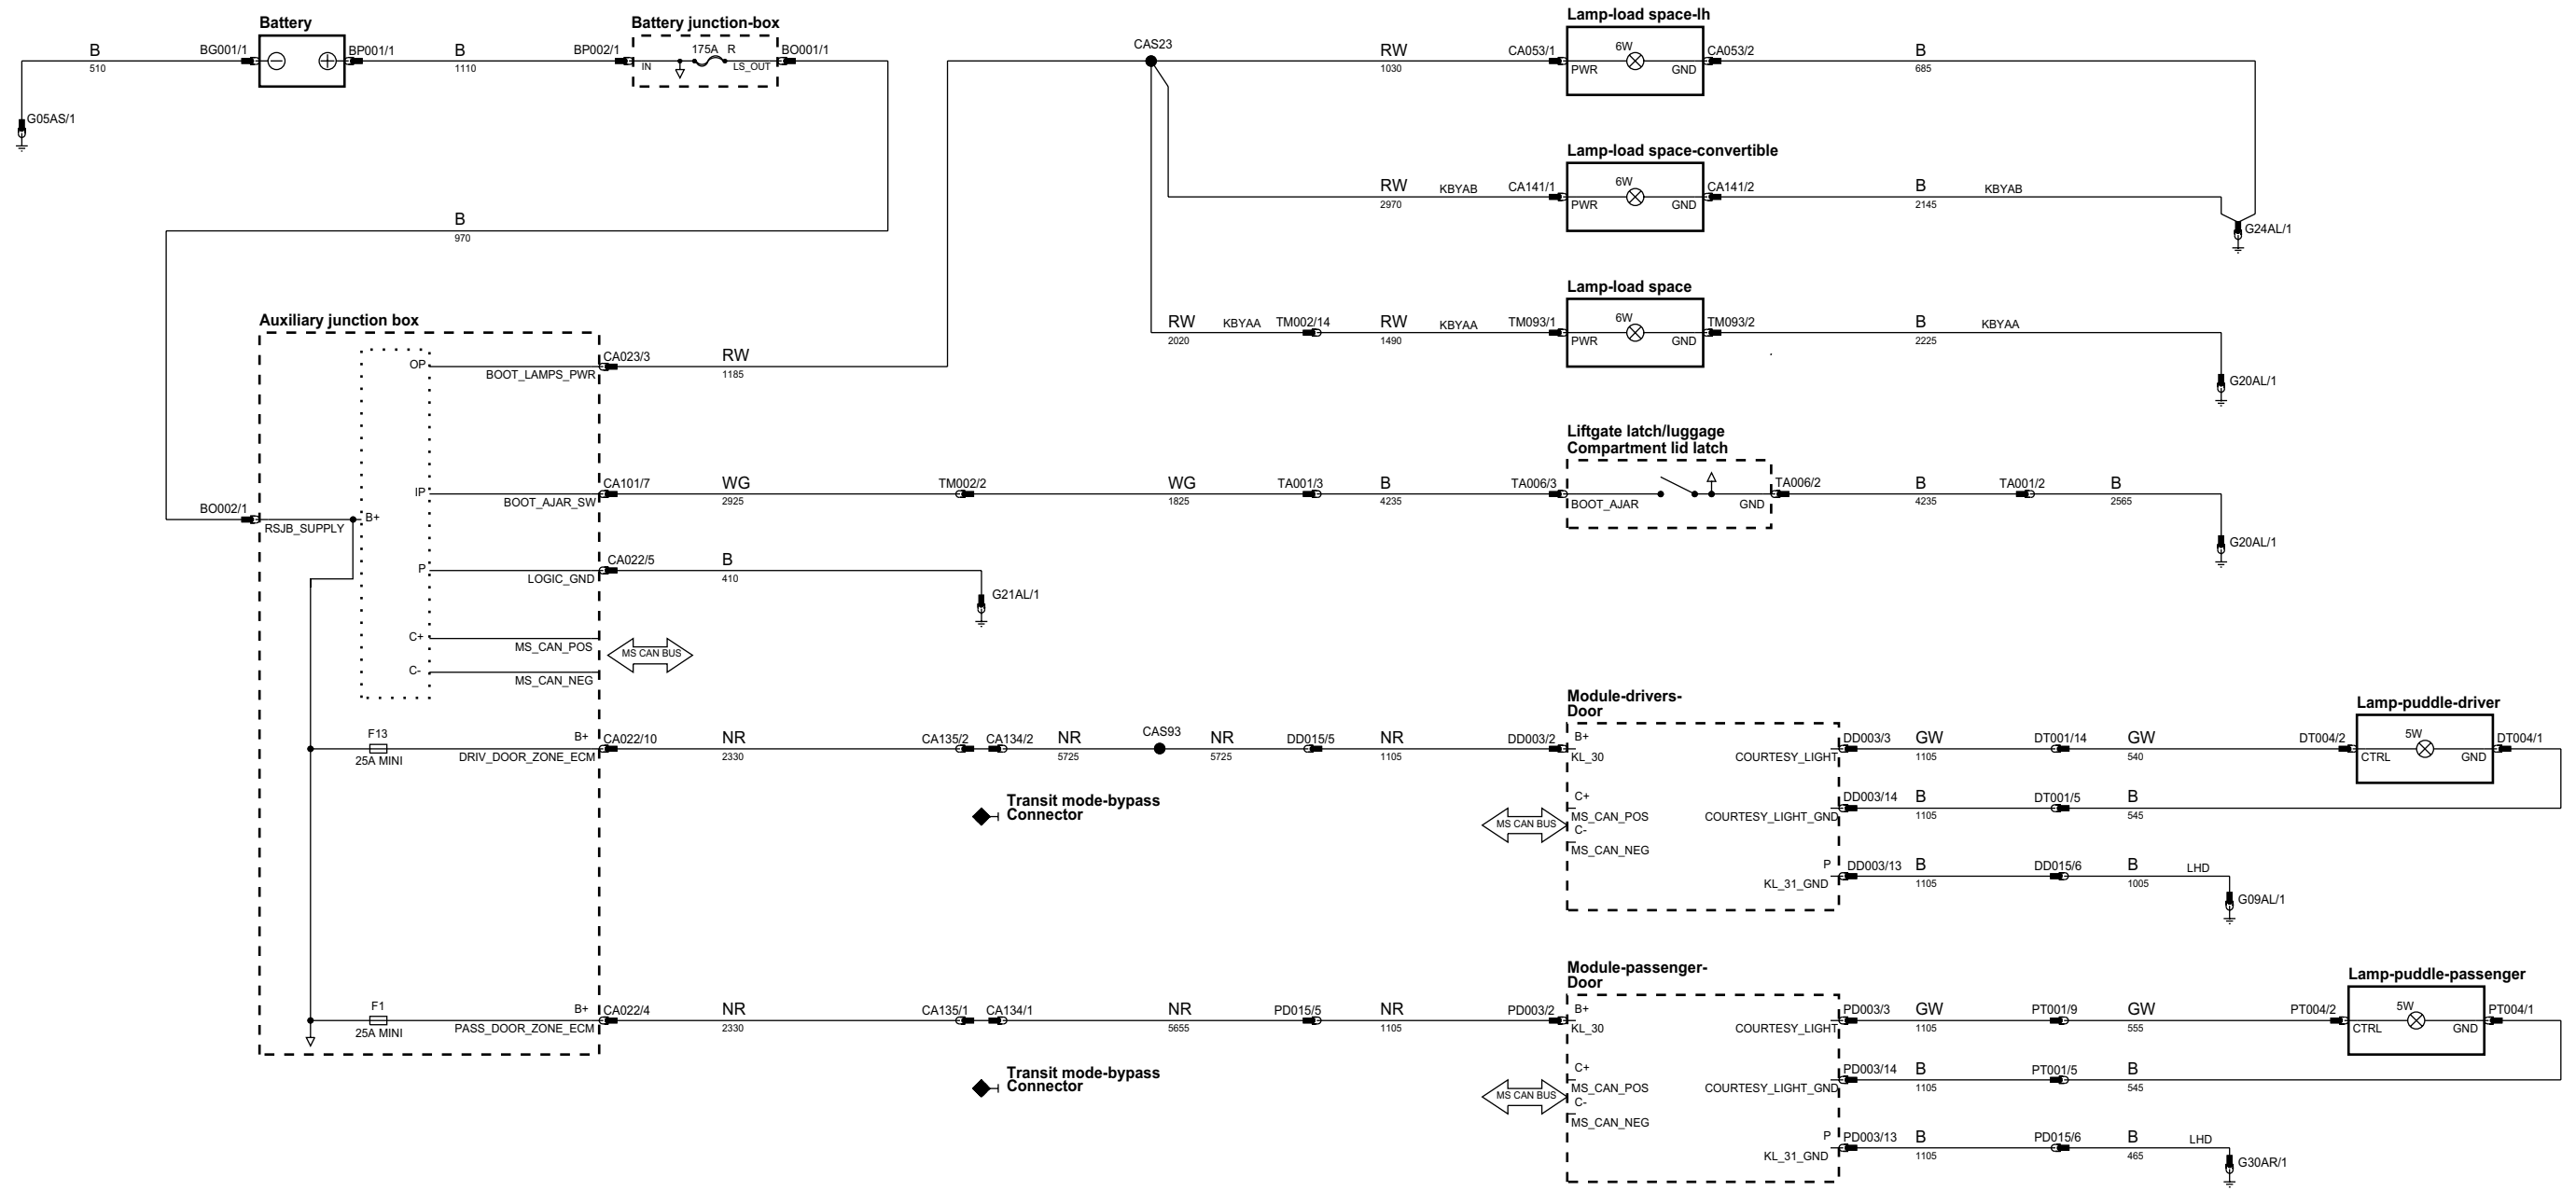 Battery
Battery junction-box
Lamp-load space-lh
B
510
BG001/1
BP001/1
B
1110
BP002/1
175A R
IN
LS_OUT
BO001/1
CAS23
RW
1030
CA053/1
6W
PWR
GND
CA053/2
B
685
G05AS/1
Lamp-load space-convertible
RW
2970
KBYAB
CA141/1
6W
PWR
GND
CA141/2
B
2145
KBYAB
G24AL/1
B
970
Lamp-load space
RW
2020
KBYAA
TM002/14
RW
1490
KBYAA
TM093/1
6W
PWR
GND
TM093/2
B
2225
KBYAA
G20AL/1
Auxiliary junction box
OP
BOOT_LAMPS_PWR
CA023/3
RW
1185
Liftgate latch/luggage
Compartment lid latch
IP
BOOT_AJAR_SW
CA101/7
WG
2925
TM002/2
WG
1825
TA001/3
B
4235
TA006/3
BOOT_AJAR
GND
TA006/2
B
4235
TA001/2
B
2565
G20AL/1
BO002/1
RSJB_SUPPLY
B+
P
LOGIC_GND
CA022/5
B
410
G21AL/1
C+
MS_CAN_POS
C-
MS_CAN_NEG
MS CAN BUS
Module-drivers-
Door
Lamp-puddle-driver
F13
25A MINI
B+
DRIV_DOOR_ZONE_ECM
CA022/10
NR
2330
CA135/2
CA134/2
NR
5725
CAS93
NR
5725
DD015/5
NR
1105
DD003/2
B+
KL_30
COURTESY_LIGHT
DD003/3
GW
1105
DT001/14
GW
540
DT004/2
5W
CTRL
GND
DT004/1
Transit mode-bypass
Connector
MS CAN BUS
C+
MS_CAN_POS
C-
MS_CAN_NEG
COURTESY_LIGHT_GND
DD003/14
B
1105
DT001/5
B
545
P
KL_31_GND
DD003/13
B
1105
DD015/6
B
1005
LHD
G09AL/1
Module-passenger-
Door
Lamp-puddle-passenger
F1
25A MINI
B+
PASS_DOOR_ZONE_ECM
CA022/4
NR
2330
CA135/1
CA134/1
NR
5655
PD015/5
NR
1105
PD003/2
B+
KL_30
COURTESY_LIGHT
PD003/3
GW
1105
PT001/9
GW
555
PT004/2
5W
CTRL
GND
PT004/1
Transit mode-bypass
Connector
MS CAN BUS
C+
MS_CAN_POS
C-
MS_CAN_NEG
COURTESY_LIGHT_GND
PD003/14
B
1105
PT001/5
B
545
P
KL_31_GND
PD003/13
B
1105
PD015/6
B
465
LHD
G30AR/1